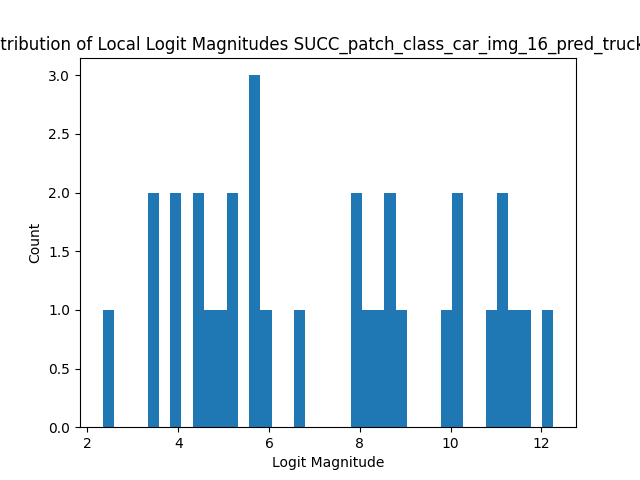 tribution of Local Logit Magnitudes SUCC_patch_class_car_img_16_pred_truck
3.0
2.5
2.0
1.5
1.0
0.5
0.0
Count
2 4 6 8 10 12
Logit Magnitude